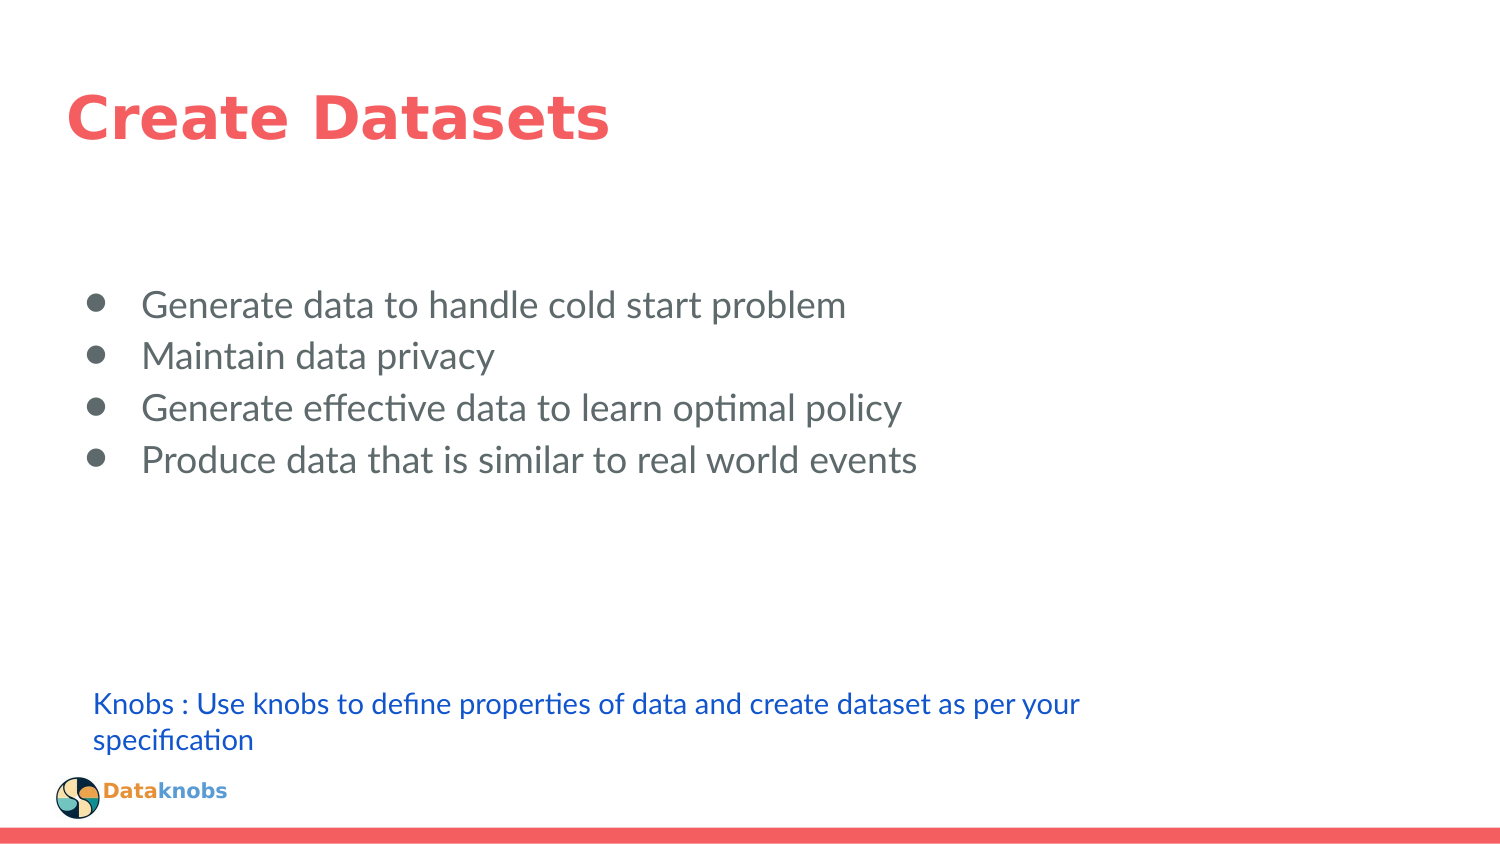 Create Datasets
● Generate data to handle cold start problem
● Maintain data privacy
● Generate effective data to learn optimal policy
● Produce data that is similar to real world events
Knobs : Use knobs to define properties of data and create dataset as per your
specification
Dataknobs